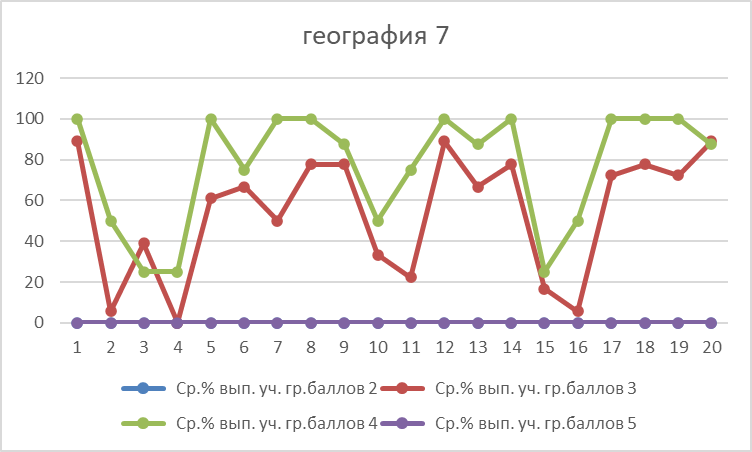 география 7
120
100
80
60
40
20
0
1 2 3 4 5 6 7 8 9 10 11 12 13 14 15 16 17 18 19 20
Ср.% вып. уч. гр.баллов 2 Ср.% вып. уч. гр.баллов 3
Ср.% вып. уч. гр.баллов 4 Ср.% вып. уч. гр.баллов 5